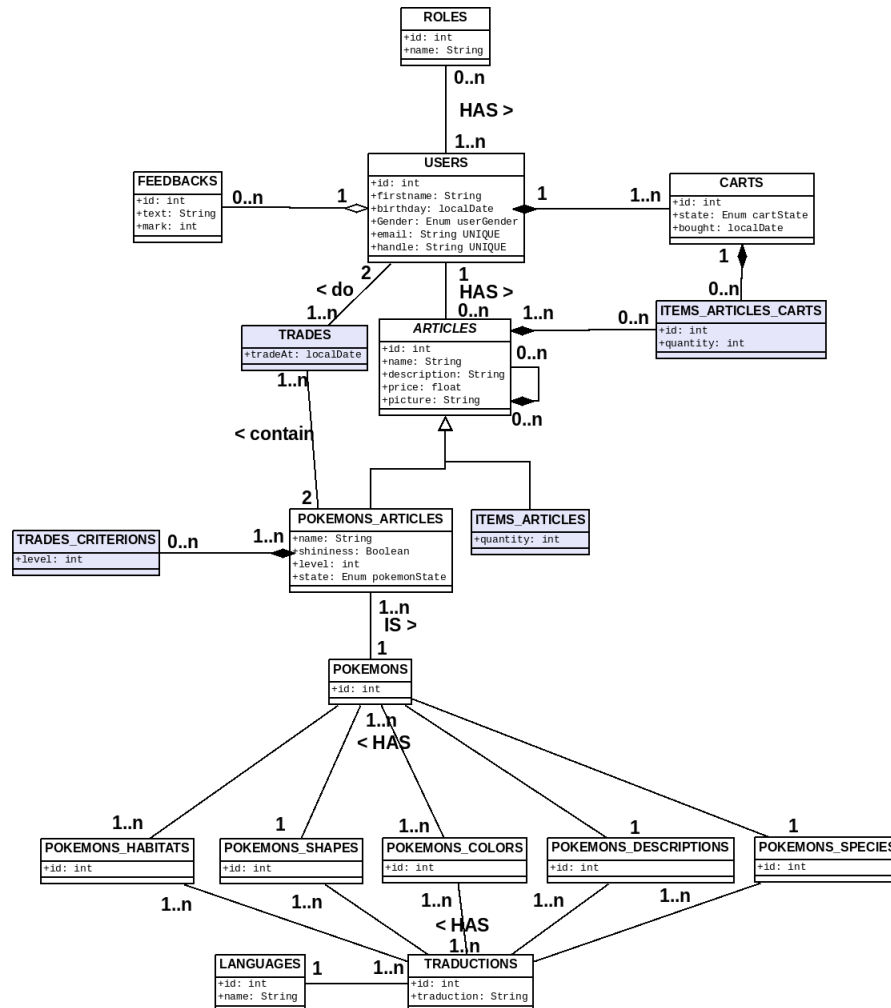 ROLES
+id: int
+name: String
0..n
HAS >
1..n
USERS
+id: int
+firstname: String
+birthday: localDate
+Gender: Enum userGender
+email: String UNIQUE
+handle: String UNIQUE
FEEDBACKS
+id: int
+text: String
+mark: int
0..n
1
1
1..n
CARTS
+id: int
+state: Enum cartState
+bought: localDate
1
0..n
2
< do
1..n
1
HAS >
0..n
TRADES
+tradeAt: localDate
1..n
ARTICLES
+id: int
+name: String
+description: String
+price: float
+picture: String
1..n
0..n
ITEMS_ARTICLES_CARTS
+id: int
+quantity: int
0..n
0..n
< contain
2
POKEMONS_ARTICLES
+name: String
+shininess: Boolean
+level: int
+state: Enum pokemonState
ITEMS_ARTICLES
+quantity: int
TRADES_CRITERIONS
+level: int
0..n
1..n
1..n
IS >
1
POKEMONS
+id: int
1..n
< HAS
1..n
1
1..n
1
1
POKEMONS_HABITATS
+id: int
POKEMONS_SHAPES
+id: int
POKEMONS_COLORS
+id: int
POKEMONS_DESCRIPTIONS
+id: int
POKEMONS_SPECIES
+id: int
1..n
1..n
1..n
1..n
1..n
< HAS
1..n
LANGUAGES
+id: int
+name: String
1
1..n
TRADUCTIONS
+id: int
+traduction: String